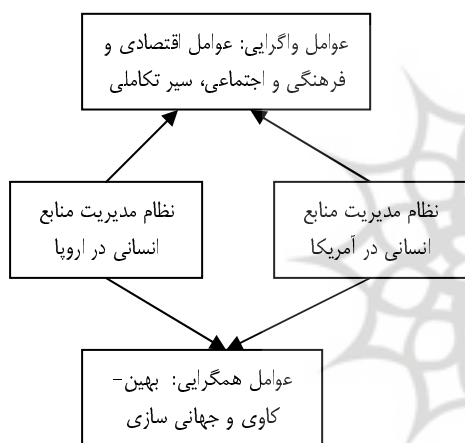 عوامل واگرایی: عوامل اقتصادی و
فرهنگی و اجتماعی، سیر تکاملی
نظام مدیریت منابع
انسانی در آمریکا
نظام مدیریت منابع
انسانی در اروپا
عوامل همگرایی: بهین-
کاوی و جهانی سازی